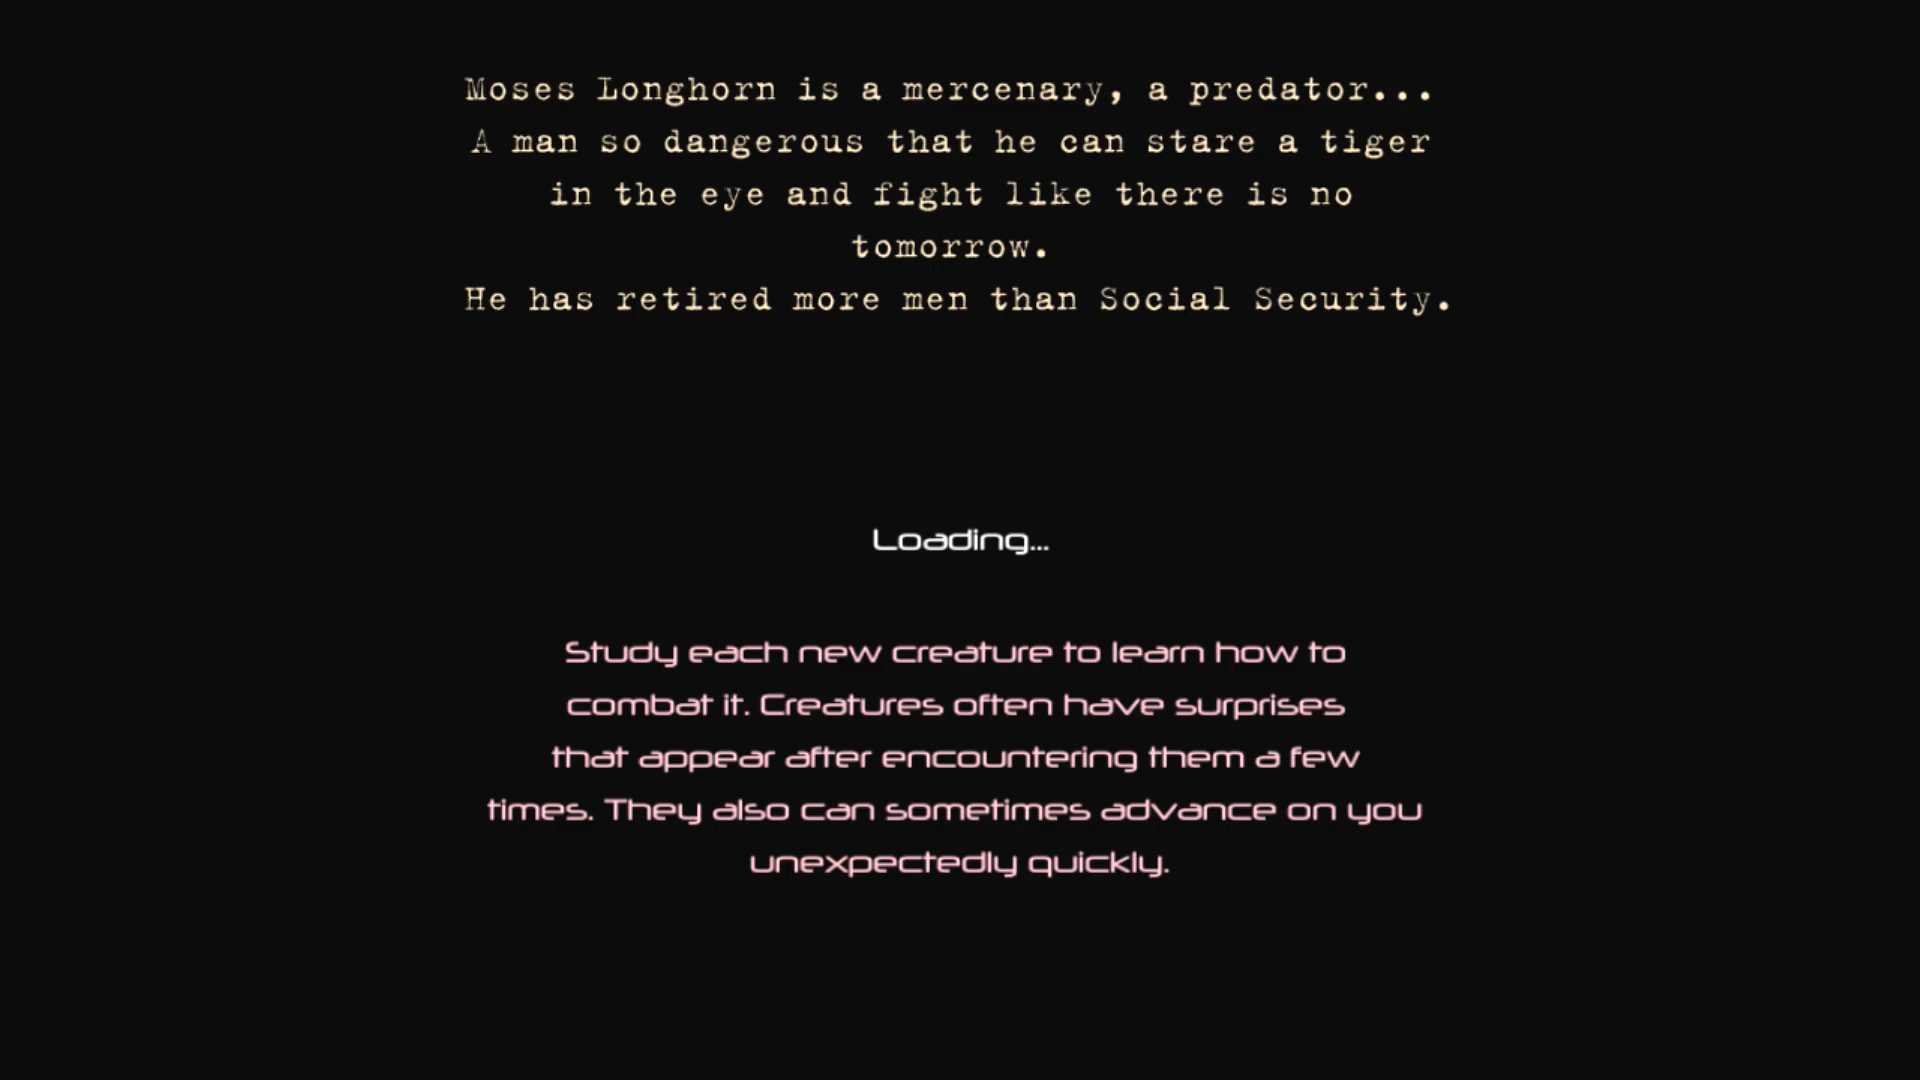 Moses Longhorn is a mercenary, a predator...
A man so dangerous that he can stare a tiger
in the eye and fight like there is no
tomorrow.
He has retired more men than Social Security.
Loading...
Study each new creature to learn how to
combat it. Creatures often have surprises
that appear after encountering them a few
times. They also can sometimes advance on you
unexpectedly quickly.